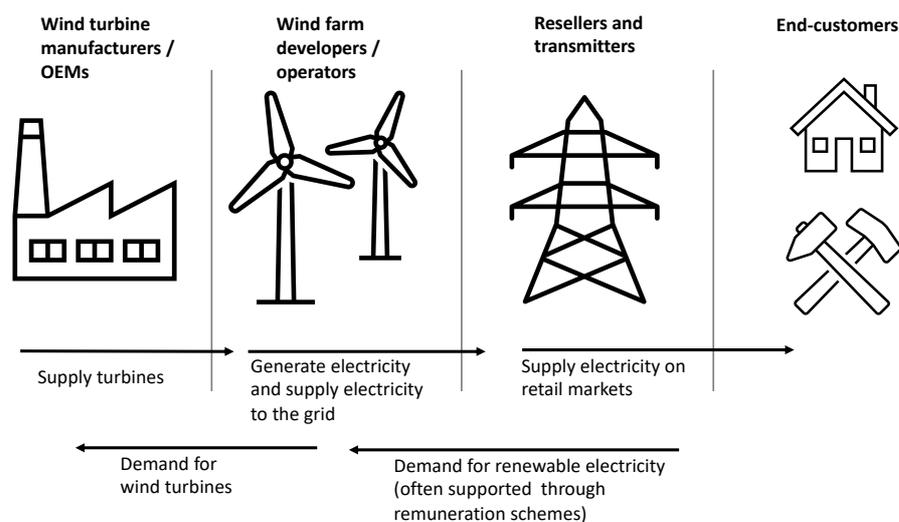 Wind turbine
manufacturers /
OEMs
Wind farm
developers /
operators
Resellers and
transmitters
End-customers
Supply turbines
Generate electricity
and supply electricity
to the grid
Supply electricity on
retail markets
Demand for
wind turbines
Demand for renewable electricity
(often supported through
remuneration schemes)